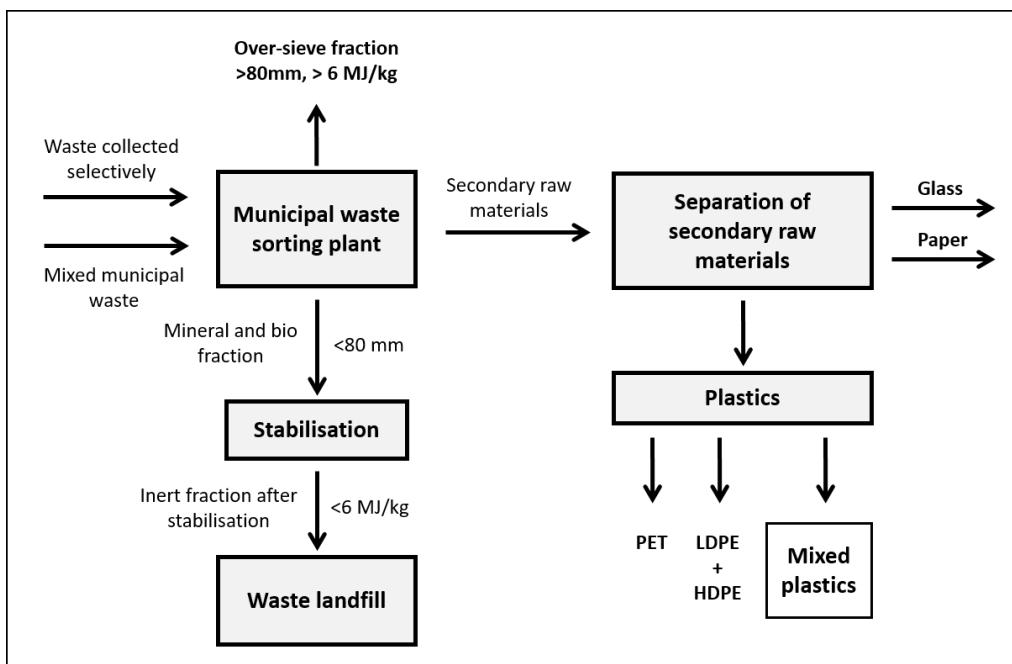 Over-sieve fraction
>80mm, > 6 MJ/kg
Waste collected
selectively
Mixed municipal
waste
Municipal waste
sorting plant
Secondary raw
materials
Separation of
secondary raw
materials
Glass
Paper
Mineral and bio
fraction
<80 mm
Plastics
Stabilisation
Inert fraction after
stabilisation
<6 MJ/kg
Waste landfill
PET
LDPE
+
HDPE
Mixed
plastics